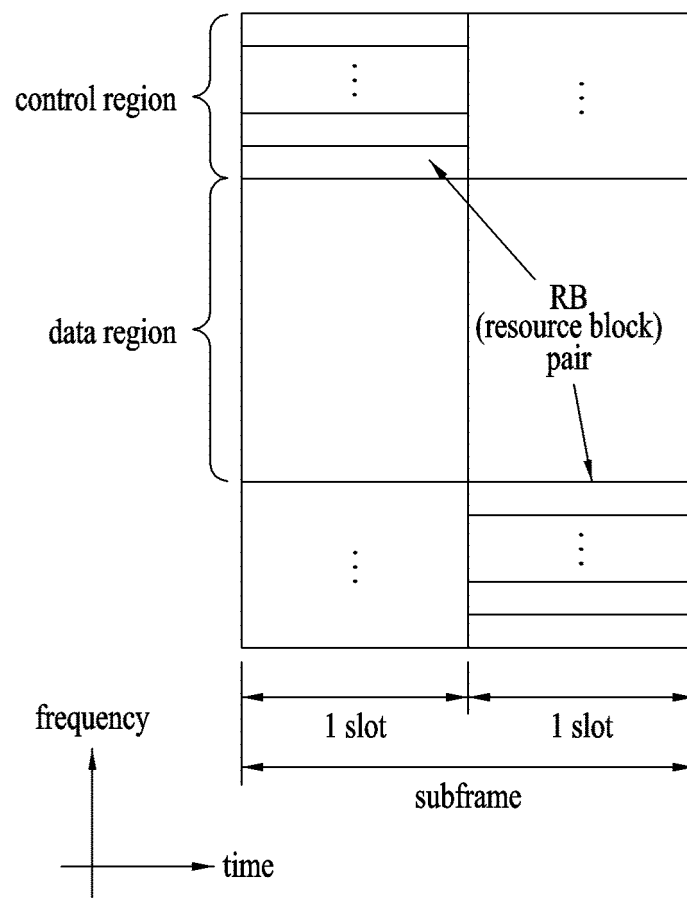 control region
data region
RB
(resource block)
pair
1 slot
1 slot
subframe
frequency
time